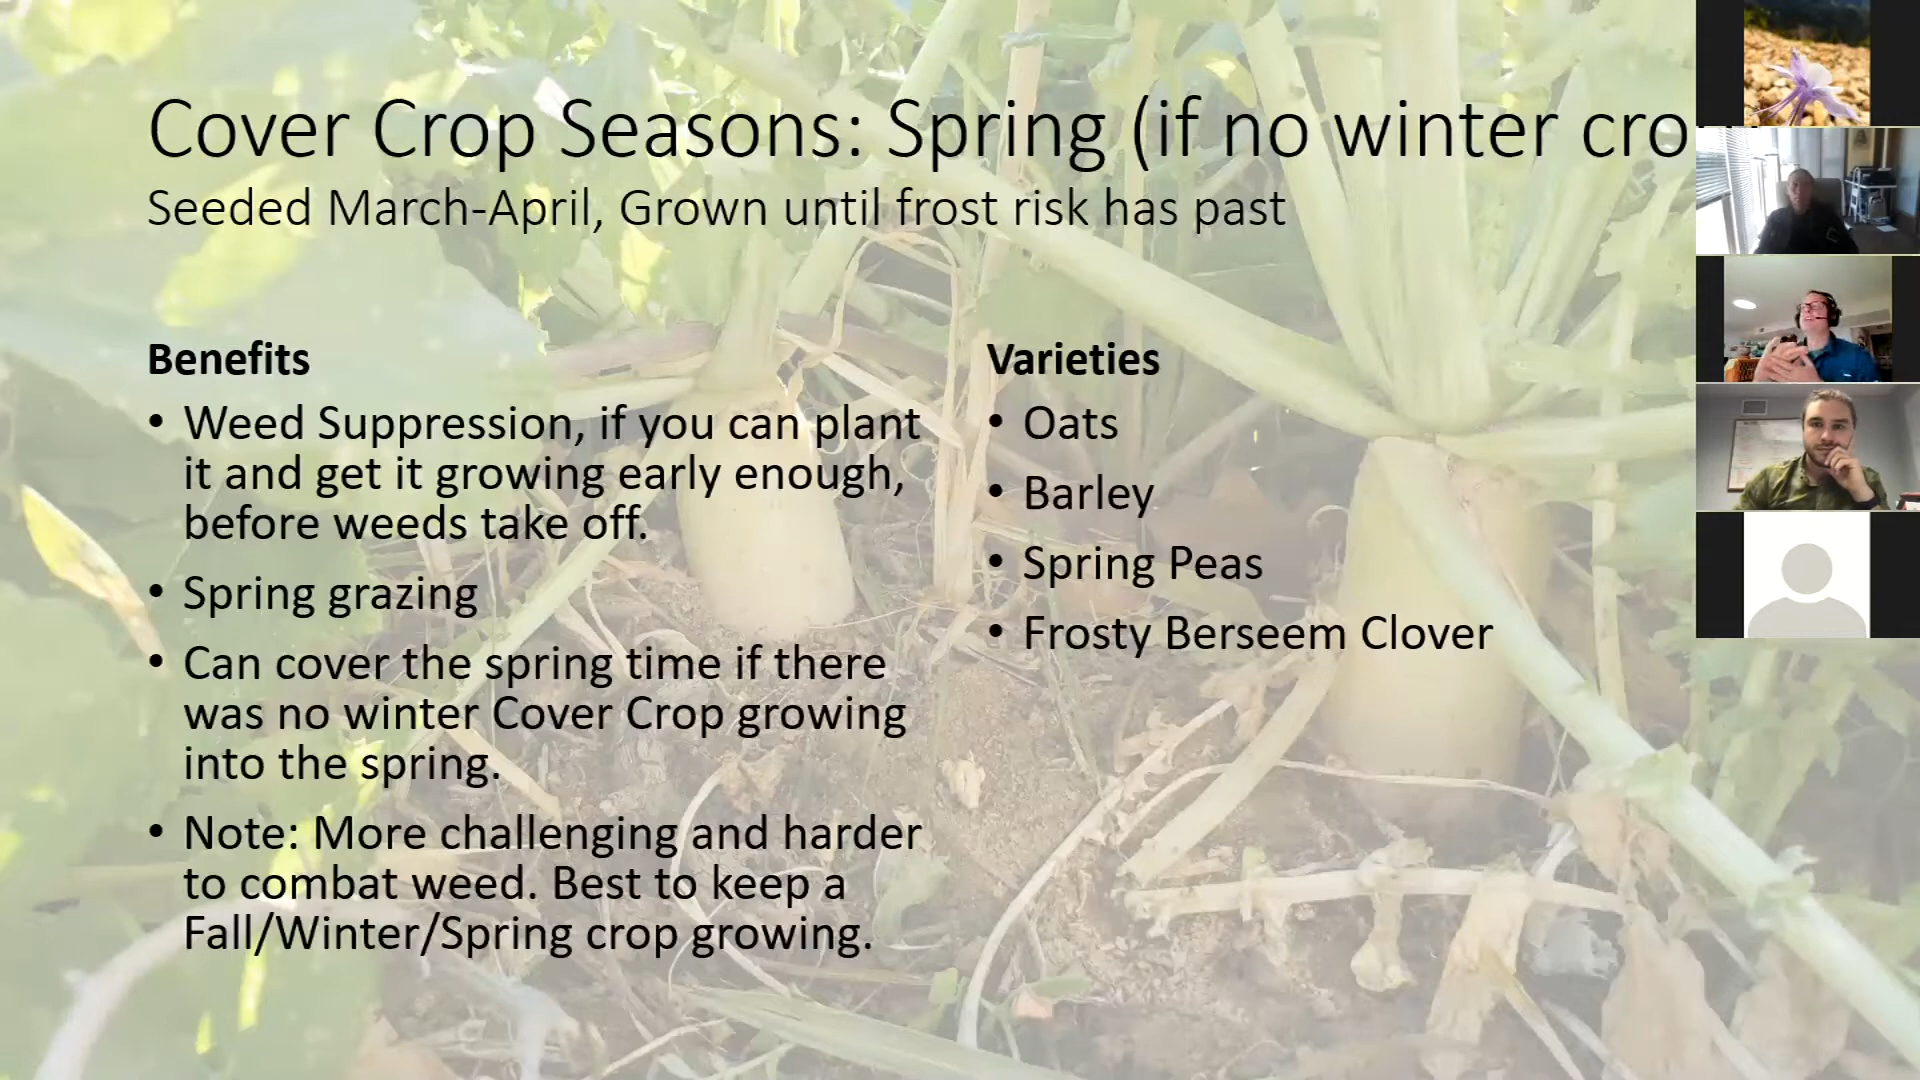 Cover Crop Seasons: Spring (if no winter cro
Seeded March-April, Grown until frost risk has past
Benefits
• Weed Suppression, if you can plant
it and get it growing early enough,
before weeds take off.
• Spring grazing
• Can cover the spring time if there
was no winter Cover Crop growing
into the spring.
• Note: More challenging and harder
to combat weed. Best to keep a
Fall/Winter/Spring crop growing.
Varieties
• Oats
• Barley
• Spring Peas
• Frosty Berseem Clover